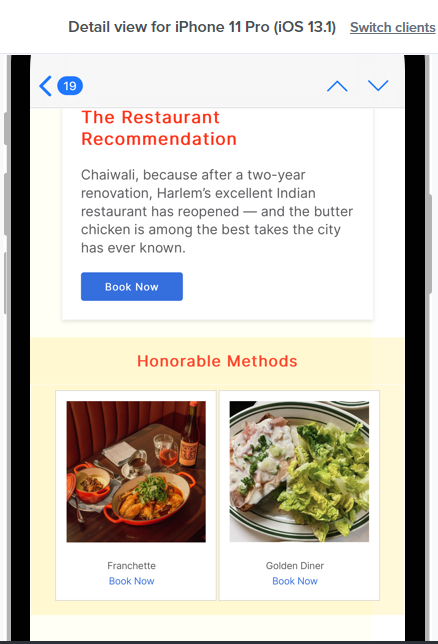 Detail view for iPhone 11 Pro (iOS 13.1) Switch clients
19
The Restaurant
Recommendation
Chaiwali, because after a two-year
renovation, Harlem’s excellent Indian
restaurant has reopened — and the butter
chicken is among the best takes the city
has ever known.
Book Now
Honorable Methods
Franchette Golden Diner
Book Now Book Now